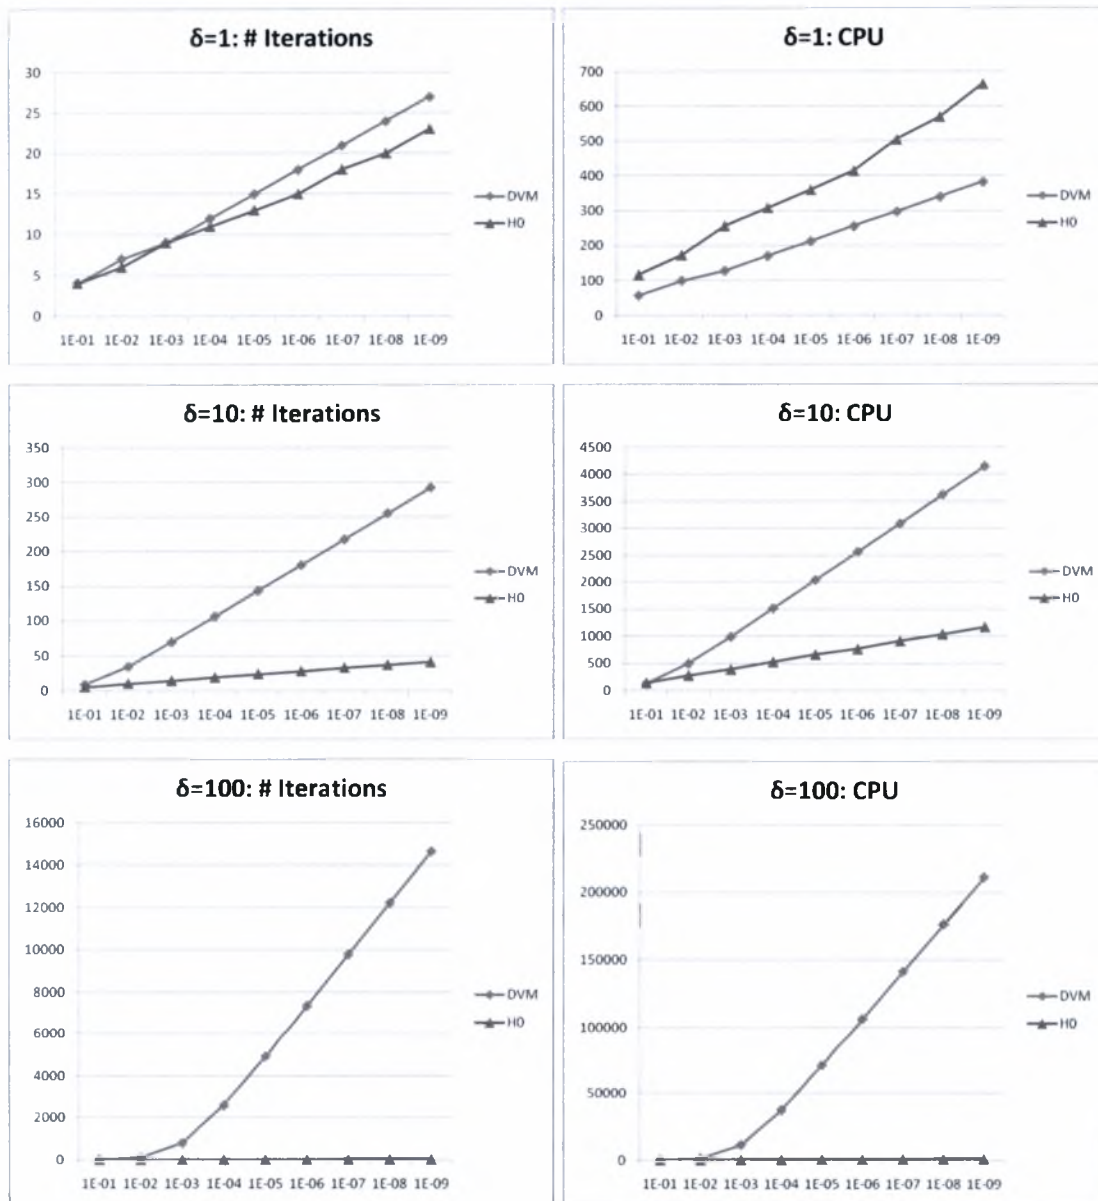 δ=1: # Iterations
30
25
20
15
10
5
0
1E-01 1E-02 1E-03 1E-04 1E-05 1E-06 1E-07 1E-08 1E-09
DVM
H0
δ=1: CPU
700
600
500
400
300
200
100
0
1E-01 1E-02 1E-03 1E-04 1E-05 1E-06 1E-07 1E-08 1E-09
DVM
H0
δ=10: # Iterations
350
300
250
200
150
100
50
0
1E-01 1E-02 1E-03 1E-04 1E-05 1E-06 1E-07 1E-08 1E-09
DVM
H0
δ=10: CPU
4500
4000
3500
3000
2500
2000
1500
1000
500
0
1E-01 1E-02 1E-03 1E-04 1E-05 1E-06 1E-07 1E-08 1E-09
DVM
H0
δ=100: # Iterations
16000
14000
12000
10000
8000
6000
4000
2000
0
1E-01 1E-02 1E-03 1E-04 1E-05 1E-06 1E-07 1E-08 1E-09
DVM
H0
δ=100: CPU
250000
200000
150000
100000
50000
0
1E-01 1E-02 1E-03 1E-04 1E-05 1E-06 1E-07 1E-08 1E-09
DVM
H0